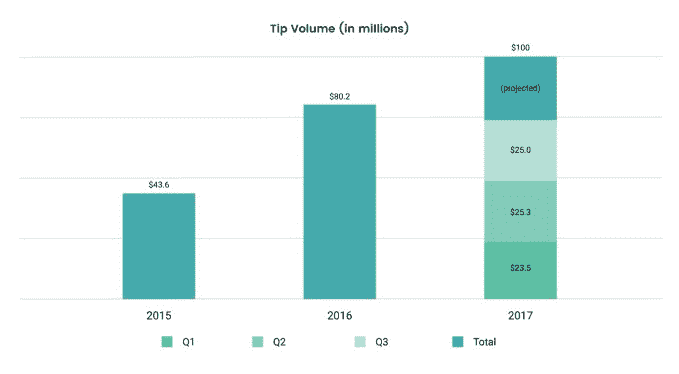 Tip Volume (in millions)
$100
(projected)
$80.2
$25.0
$43.6
$25.3
$23.5
2015 2016 2017
Q1 Q2 Q3 Total